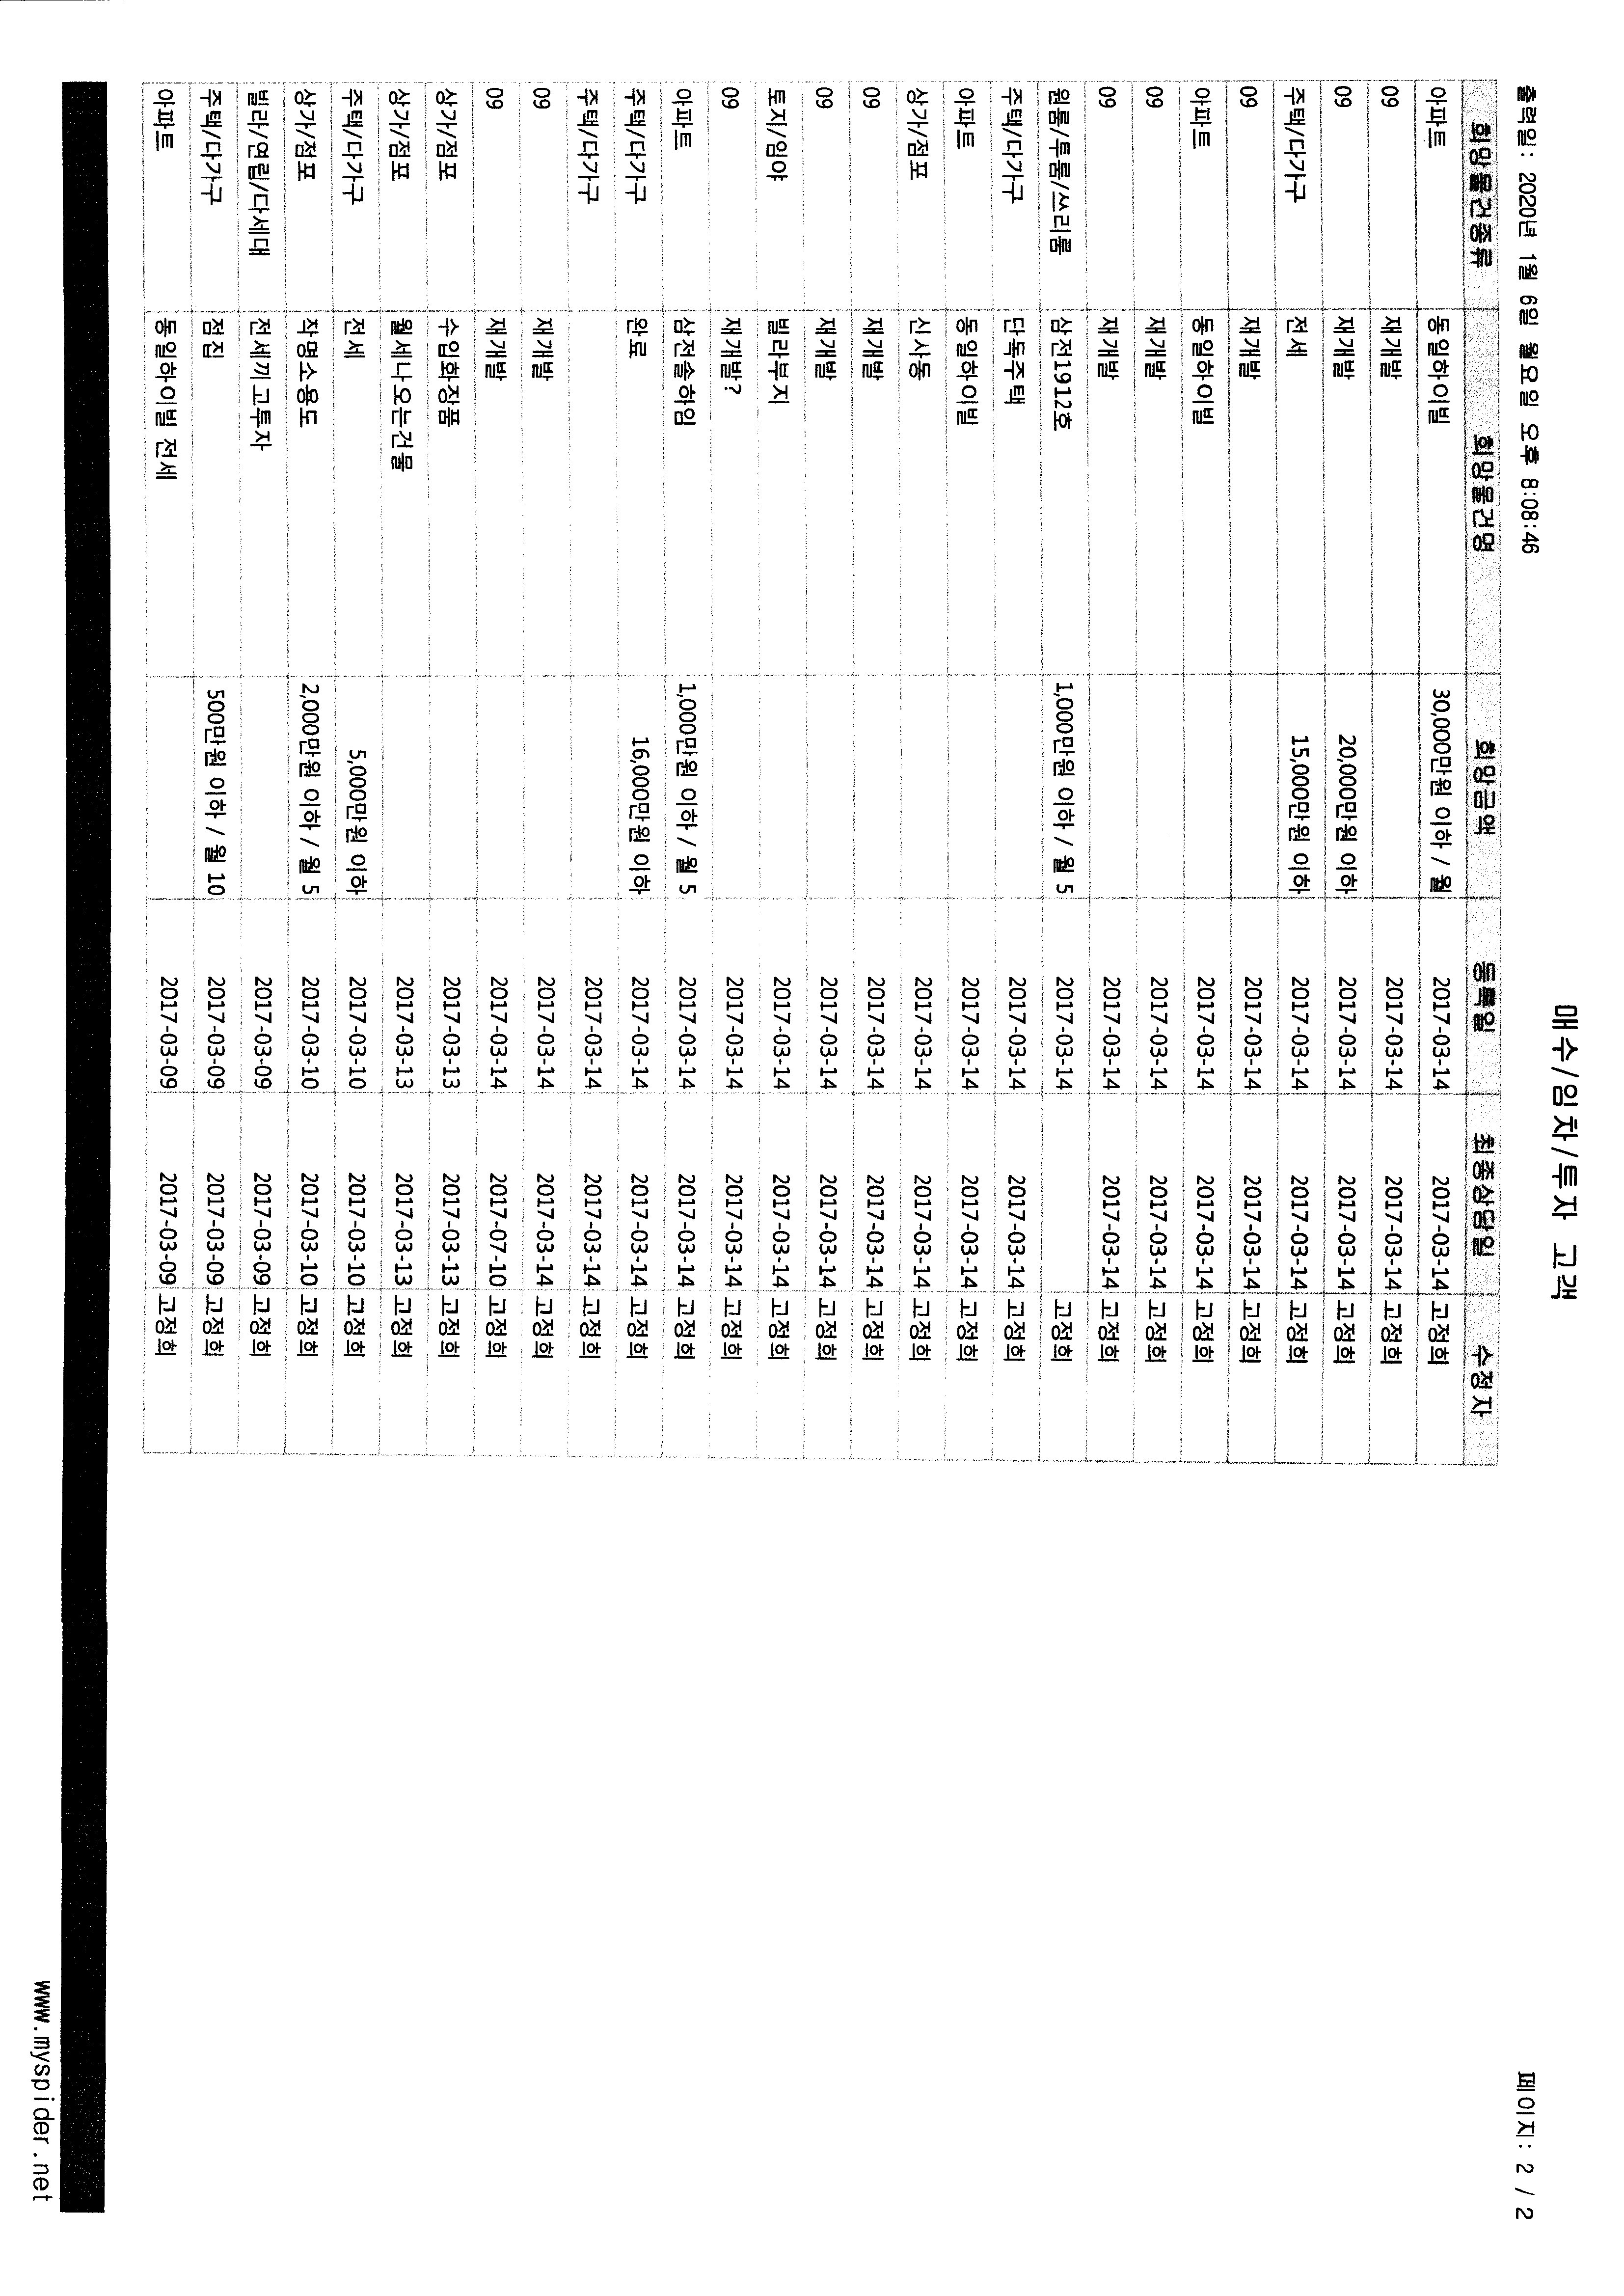 매수/임차/투자 고객
출력일: 2020년 1월 6일 월요일 오후 8:08:46
페이지: 2 / 2
희망물건종류 희망물건명 희망금액 등록일 최종상담일 수정자
아파트 동일하이빌 30,000만원 이하 / 월 2017-03-14 2017-03-14 고정희
09 재개발 2017-03-14 2017-03-14 고정희
09 재개발 20,000만원 이하 2017-03-14 2017-03-14 고정희
주택/다가구 전세 15,000만원 이하 2017-03-14 2017-03-14 고정희
09 재개발 2017-03-14 2017-03-14 고정희
아파트 동일하이빌 2017-03-14 2017-03-14 고정희
09 재개발 2017-03-14 2017-03-14 고정희
09 재개발 2017-03-14 2017-03-14 고정희
원룸/투룸/쓰리룸 삼전1912호 1,000만원 이하 / 월 5 2017-03-14 고정희
주택/다가구 단독주택 2017-03-14 2017-03-14 고정희
아파트 동일하이빌 2017-03-14 2017-03-14 고정희
상가/점포 신사동 2017-03-14 2017-03-14 고정희
09 재개발 2017-03-14 2017-03-14 고정희
09 재개발 2017-03-14 2017-03-14 고정희
토지/임야 빌라부지 2017-03-14 2017-03-14 고정희
09 재개발? 2017-03-14 2017-03-14 고정희
아파트 삼전솔하임 1,000만원 이하 / 월 5 2017-03-14 2017-03-14 고정희
주택/다가구 완료 16,000만원 이하 2017-03-14 2017-03-14 고정희
주택/다가구 2017-03-14 2017-03-14 고정희
09 재개발 2017-03-14 2017-03-14 고정희
09 재개발 2017-03-14 2017-07-10 고정희
상가/점포 수입화장품 2017-03-13 2017-03-13 고정희
상가/점포 월세나오는건물 2017-03-13 2017-03-13 고정희
주택/다가구 전세 5,000만원 이하 2017-03-10 2017-03-10 고정희
상가/점포 작명소용도 2,000만원 이하 / 월 5 2017-03-10 2017-03-10 고정희
빌라/연립/다세대 전세끼고투자 2017-03-09 2017-03-09 고정희
주택/다가구 점집 500만원 이하 / 월 10 2017-03-09 2017-03-09 고정희
아파트 동일하이빌 전세 2017-03-09 2017-03-09 고정희
www.myspider.net